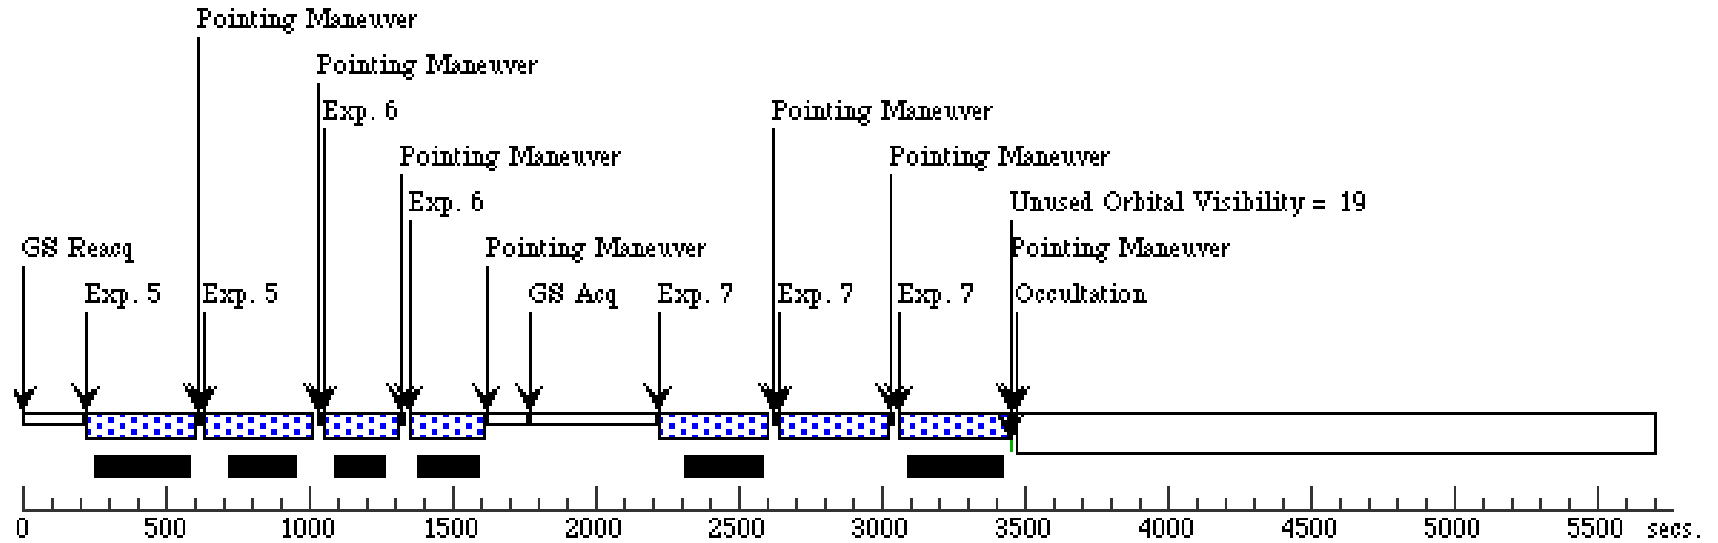 Pointing Maneuver
Pointing Maneuver
Exp. 6
Pointing Maneuver
Pointing Maneuver
Pointing Maneuver
Exp. 6
Unused Orbital Visibility = 19
GS Reacq
Pointing Maneuver
Pointing Maneuver
Exp. 5
Exp. 5
GS Acq
Exp. 7
Exp. 7
Exp. 7
Occultation
0 500 1000 1500 2000 2500 3000 3500 4000 4500 5000 5500 secs.